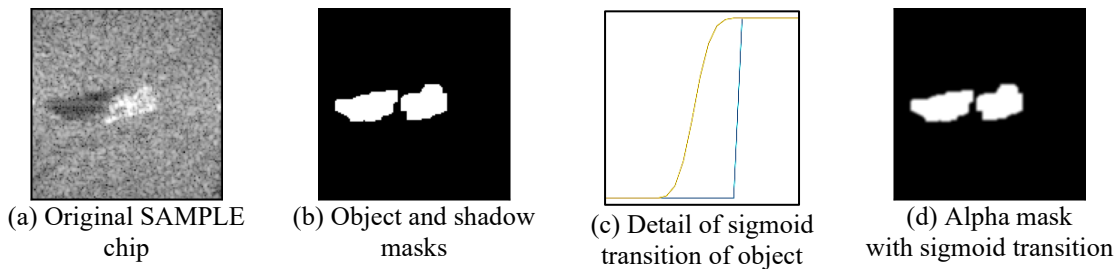 (a) Original SAMPLE
chip
(b) Object and shadow
masks
(c) Detail of sigmoid
transition of object
(d) Alpha mask
with sigmoid transition